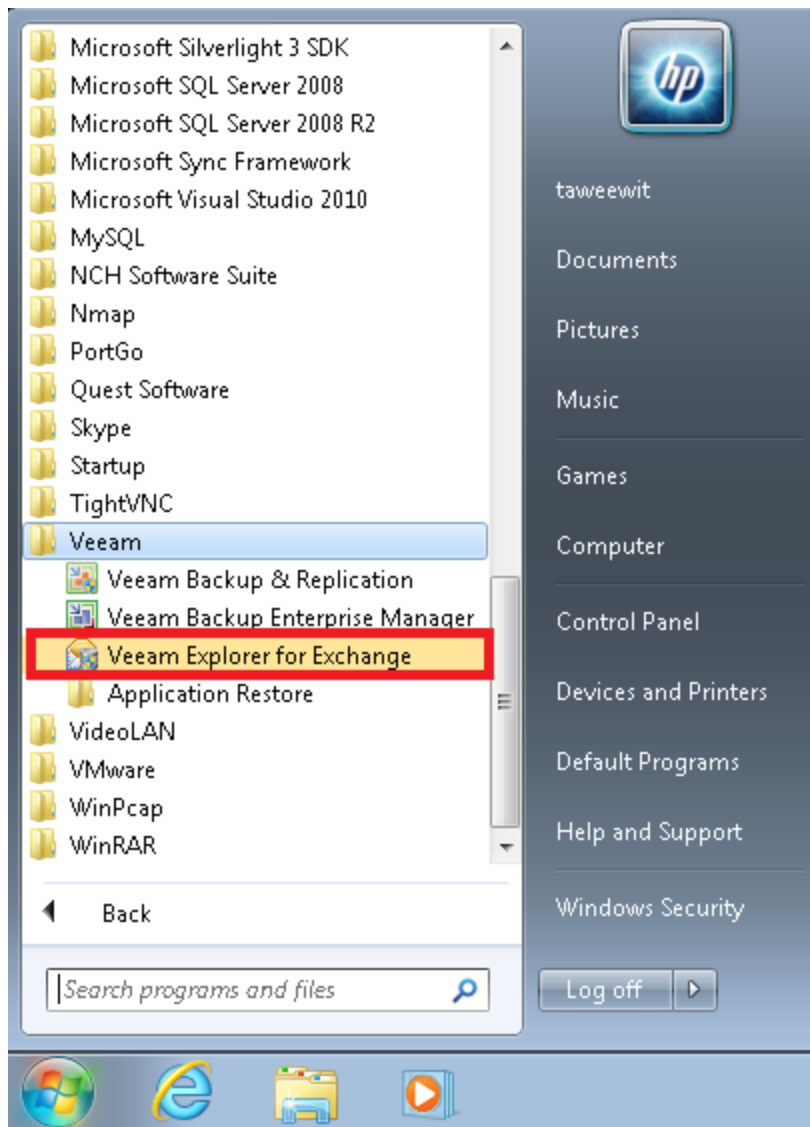 Microsoft Silverlight 3 SDK
Microsoft SQL Server 2008
Microsoft SQL Server 2008 R2
Microsoft Sync Framework
Microsoft Visual Studio 2010
MySQL
NCH Software Suite
Nmap
PortGo
Quest Software
Skype
Startup
TightVNC
Veeam
Veeam Backup & Replication
Veeam Backup Enterprise Manager
Veeam Explorer for Exchange
Application Restore
VideoLAN
VMware
WinPcap
WinRAR
Back
Search programs and files
hp
taweewit
Documents
Pictures
Music
Games
Computer
Control Panel
Devices and Printers
Default Programs
Help and Support
Windows Security
Log off